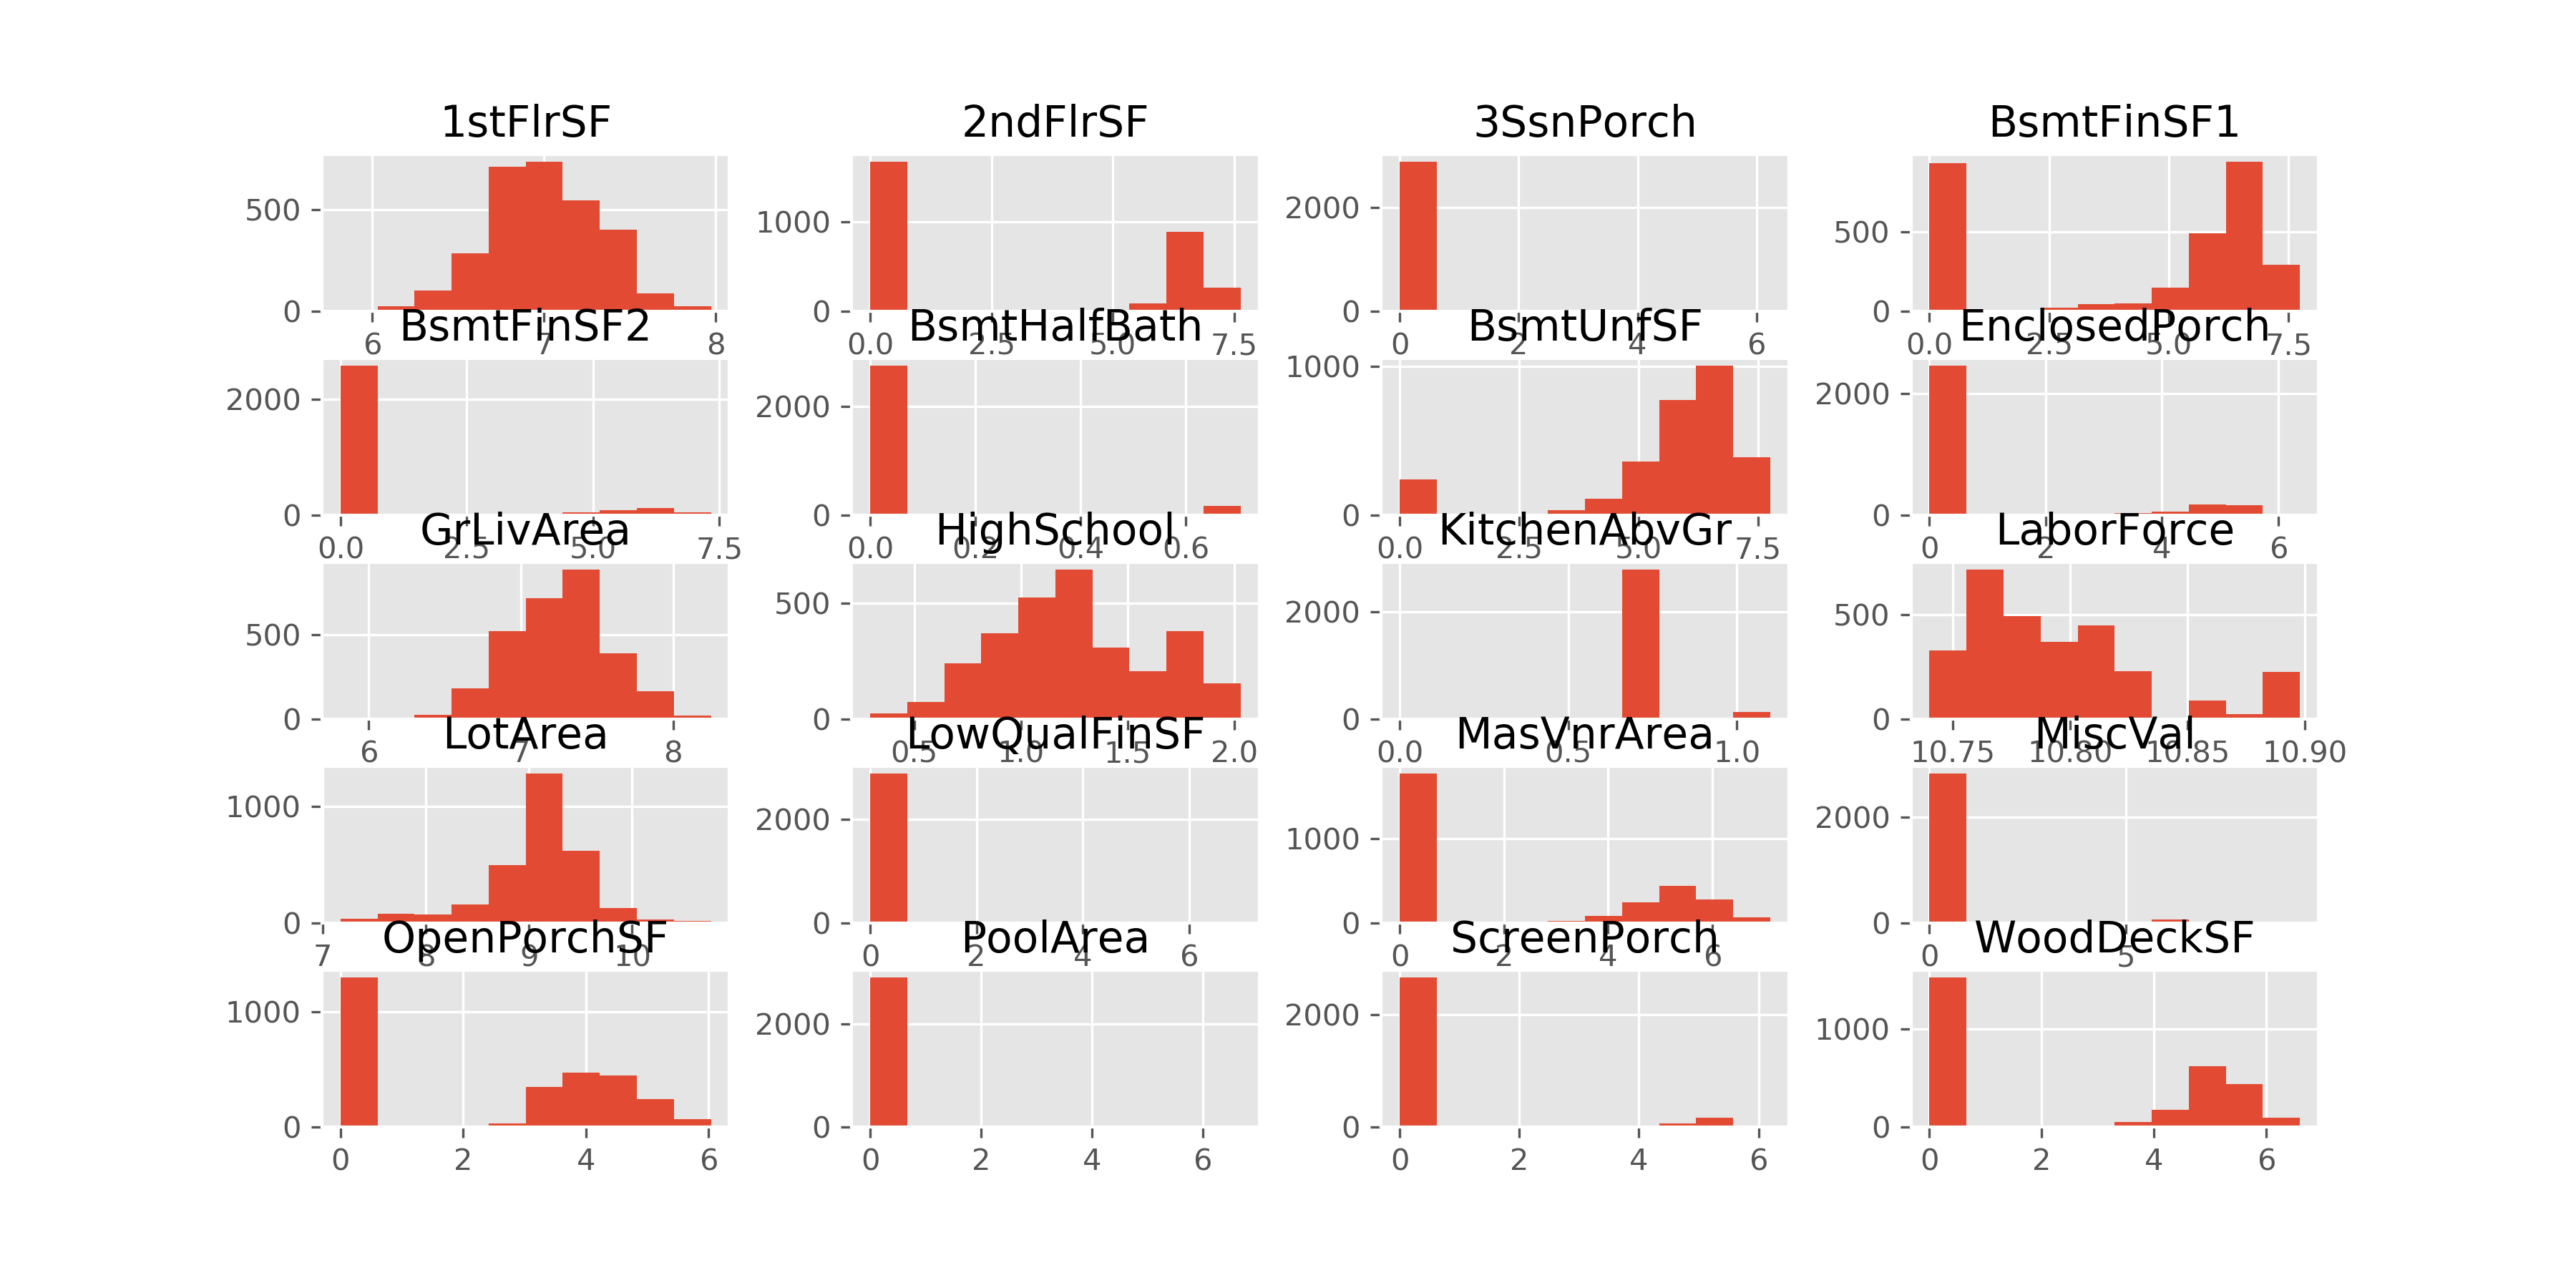 1stFlrSF 2ndFlrSF 3SsnPorch BsmtFinSF1
500 1000 2000 500
0 0 0 0
6 7 8 0.0 2.5 5.0 7.5 0 2 4 6 0.0 2.5 5.0 7.5
BsmtFinSF2 BsmtHalfBath BsmtUnfSF EnclosedPorch
2000 2000 1000 2000
0 0 0 0
0.0 2.5 5.0 7.5 0.0 0.2 0.4 0.6 0.0 2.5 5.0 7.5 0 2 4 6
GrLivArea HighSchool KitchenAbvGr LaborForce
500 500 2000 500
0 0 0 0
6 7 8 0.5 1.0 1.5 2.0 0.0 0.5 1.0 10.75 10.80 10.85 10.90
LotArea LowQualFinSF MasVnrArea MiscVal
1000 2000 1000 2000
0 0 0 0
7 8 9 10 0 2 4 6 0 2 4 6 0 5
OpenPorchSF PoolArea ScreenPorch WoodDeckSF
1000 2000 2000 1000
0 0 0 0
0 2 4 6 0 2 4 6 0 2 4 6 0 2 4 6